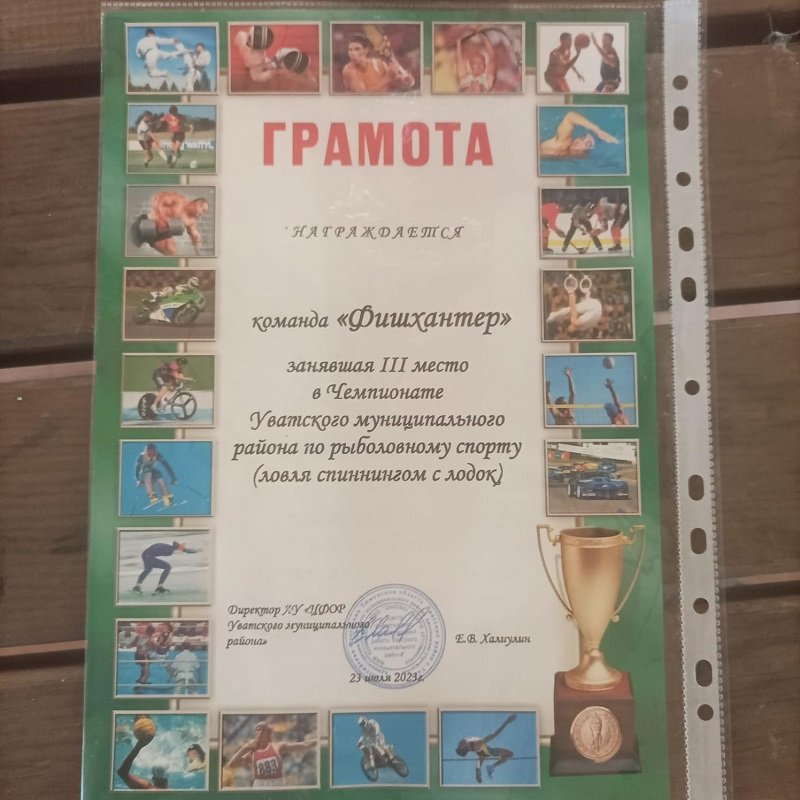 ГРАМОТА
НАГРАЖДАЕТСЯ
команда «Фишхантер»
занявшая III место
в Чемпионате
Уватского муниципального
района по рыболовному спорту
(ловля спиннингом с лодок)
Директор АУ «ЦФОР
Уватского муниципального
района»
Е.В. Халиулин
23 июля 2023г.